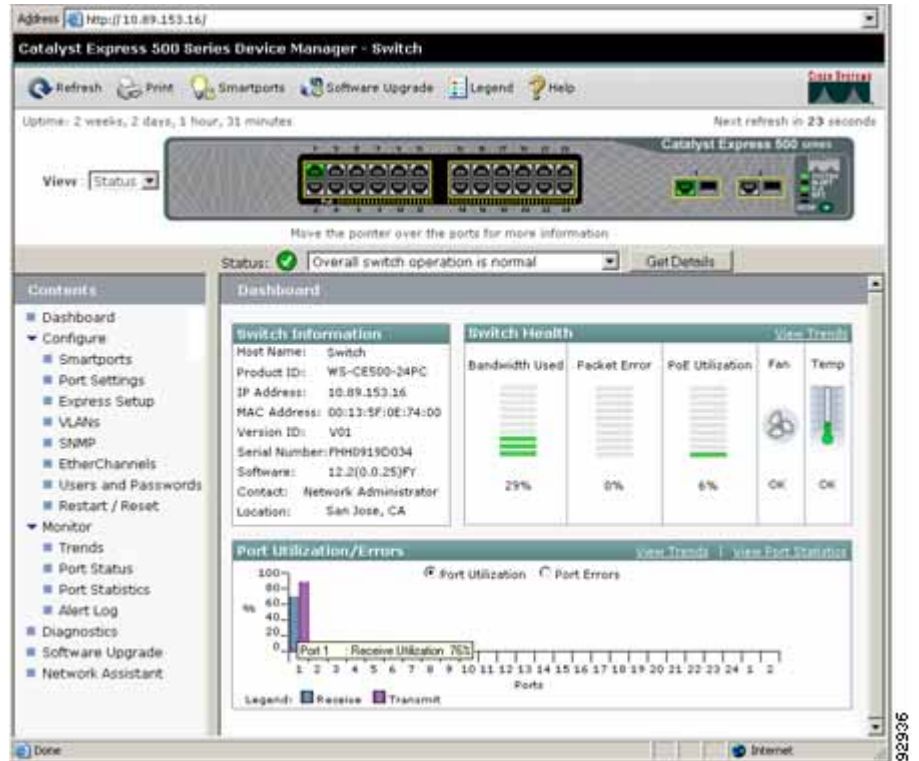 Address http://10.89.153.16/
Catalyst Express 500 Series Device Manager - Switch
Refresh Print Smartports Software Upgrade Legend Help
Cisco Systems
Uptime: 2 weeks, 2 days, 1 hour, 31 minutes
Next refresh in 23 seconds
Catalyst Express 500 series
View : Status
Move the pointer over the ports for more information
Status: Overall switch operation is normal Get Details
Contents
Dashboard
Configure
Smartports
Port Settings
Express Setup
VLANs
SNMP
EtherChannels
Users and Passwords
Restart / Reset
Monitor
Trends
Port Status
Port Statistics
Alert Log
Diagnostics
Software Upgrade
Network Assistant
Dashboard
Switch Information
Host Name: Switch
Product ID: WS-CE500-24PC
IP Address: 10.89.153.16
MAC Address: 00:13:5F:0E:74:00
Version ID: V01
Serial Number: FHH0919D034
Software: 12.2(0.0.25)FY
Contact: Network Administrator
Location: San Jose, CA
Switch Health View Trends
Bandwidth Used Packet Error PoE Utilization Fan Temp
29% 0% 6% OK OK
Port Utilization/Errors View Trends | View Port Statistics
Port Utilization Port Errors
100
80
% 60
40
20
0
Port 1 : Receive Utilization 76%
1 2 3 4 5 6 7 8 9 10 11 12 13 14 15 16 17 18 19 20 21 22 23 24 1 2
Ports
Legend: Receive Transmit
Done Internet
92936